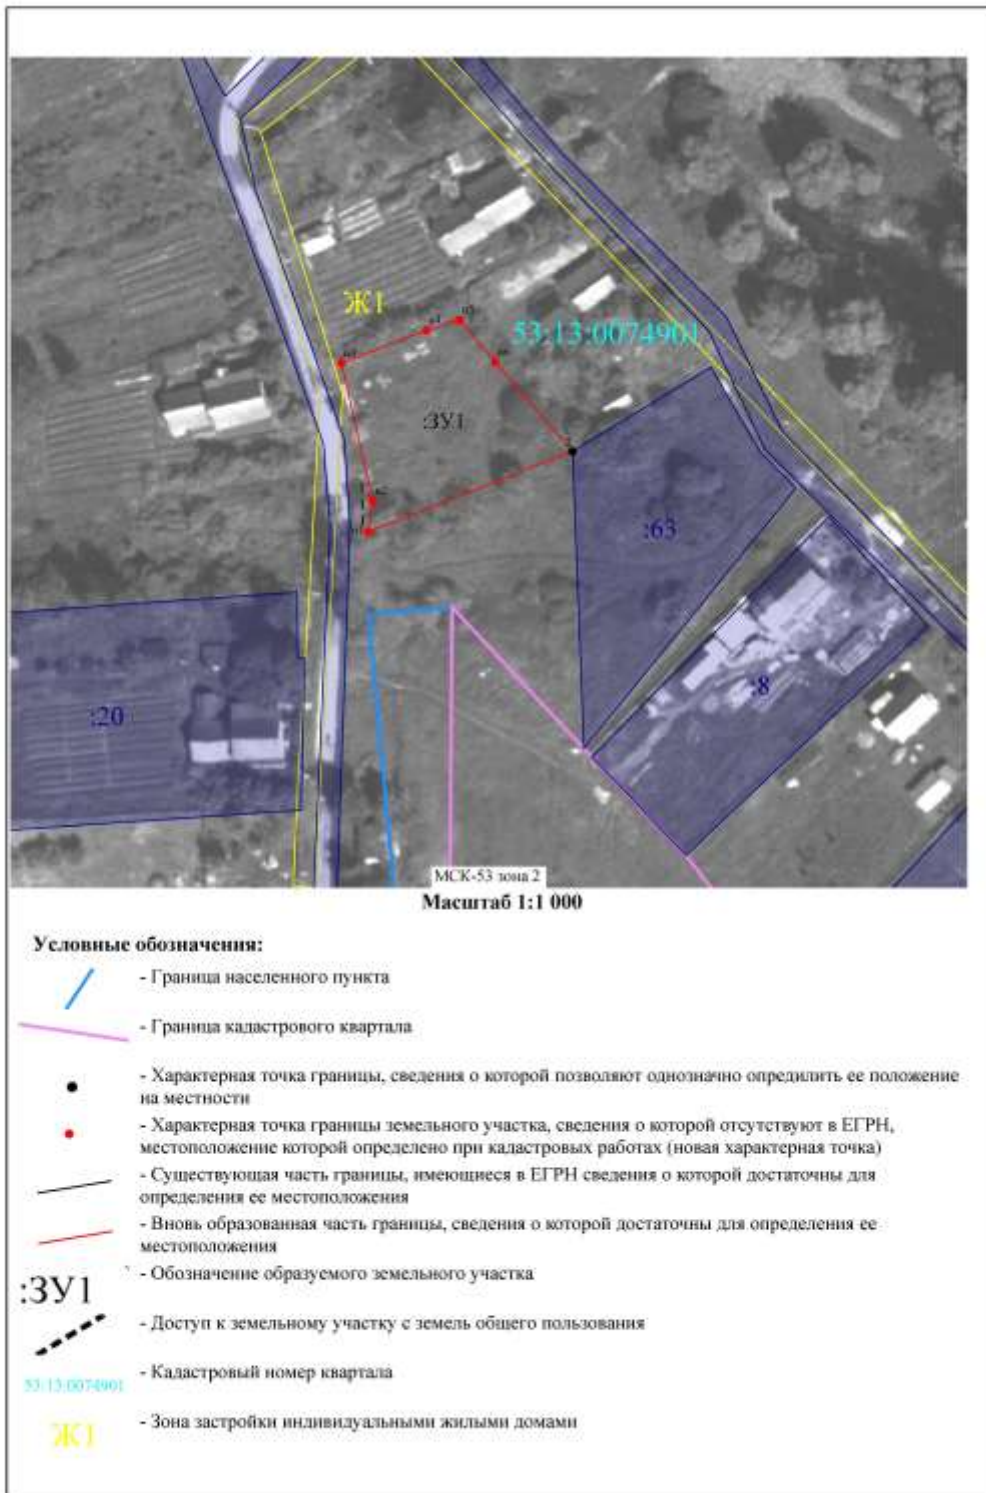 Ж1
53:13:0074901
:ЗУ1
:63
:8
:20
МСК-53 зона 2
Масштаб 1:1 000
Условные обозначения:
- Граница населенного пункта
- Граница кадастрового квартала
- Характерная точка границы, сведения о которой позволяют однозначно опредилить ее положение
на местности
- Характерная точка границы земельного участка, сведения о которой отсутствуют в ЕГРН,
местоположение которой определено при кадастровых работах (новая характерная точка)
- Существующая часть границы, имеющиеся в ЕГРН сведения о которой достаточны для
определения ее местоположения
- Вновь образованная часть границы, сведения о которой достаточны для определения ее
местоположения
:ЗУ1 - Обозначение образуемого земельного участка
- Доступ к земельному участку с земель общего пользования
53:13:0074901 - Кадастровый номер квартала
Ж1 - Зона застройки индивидуальными жилыми домами